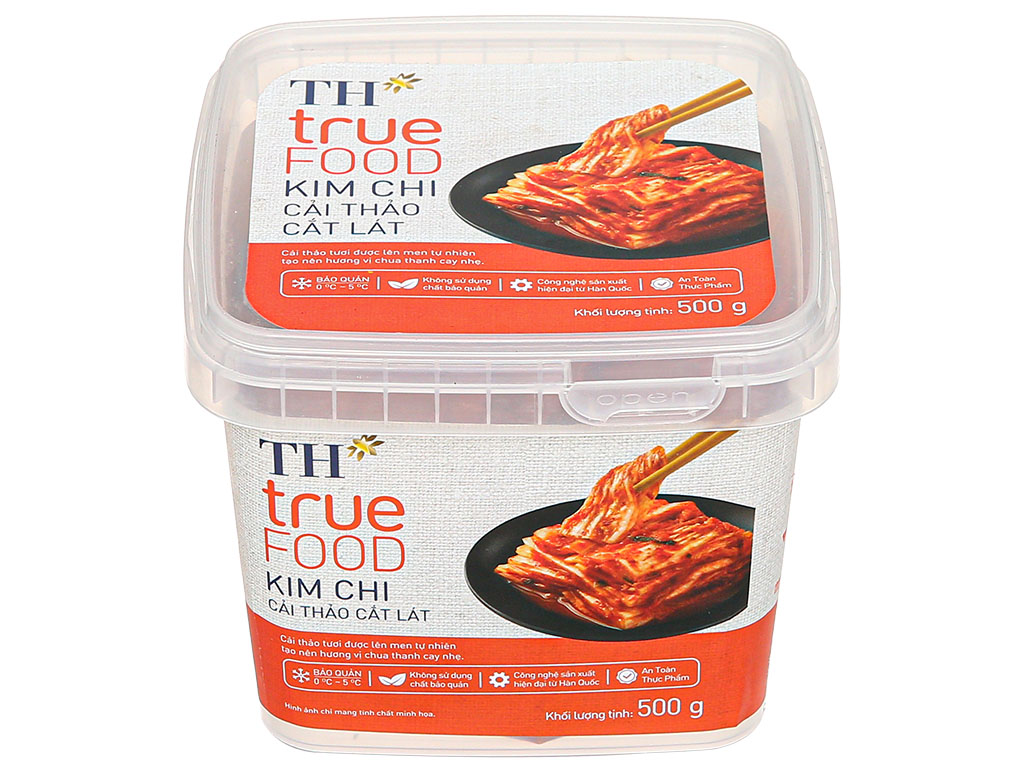 TH
true
FOOD
KIM CHI
CẢI THẢO
CẮT LÁT
Cải thảo tươi được lên men tự nhiên
tạo nên hương vị chua thanh cay nhẹ.
BẢO QUẢN
0 °C – 5 °C
Không sử dụng
chất bảo quản
Công nghệ sản xuất
hiện đại từ Hàn Quốc
An Toàn
Thực Phẩm
Khối lượng tịnh: 500 g
open
TH
true
FOOD
KIM CHI
CẢI THẢO CẮT LÁT
Cải thảo tươi được lên men tự nhiên
tạo nên hương vị chua thanh cay nhẹ.
BẢO QUẢN
0 °C – 5 °C
Không sử dụng
chất bảo quản
Công nghệ sản xuất
hiện đại từ Hàn Quốc
An Toàn
Thực Phẩm
Hình ảnh chỉ mang tính chất minh họa.
Khối lượng tịnh: 500 g